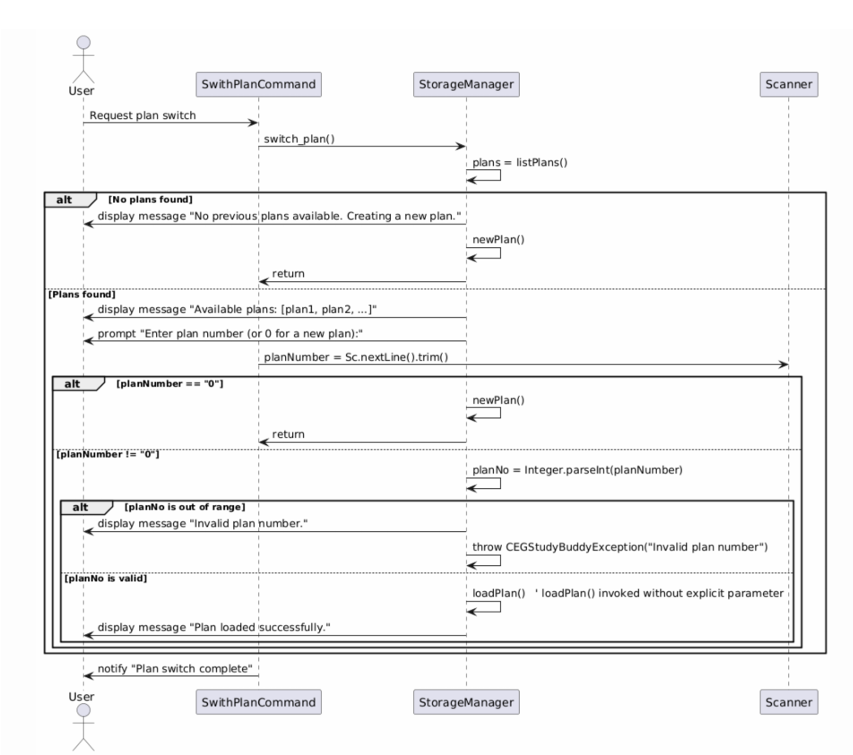 User
SwithPlanCommand
StorageManager
Scanner
Request plan switch
switch_plan()
plans = listPlans()
alt [No plans found]
display message "No previous plans available. Creating a new plan."
newPlan()
return
[Plans found]
display message "Available plans: [plan1, plan2, ...]"
prompt "Enter plan number (or 0 for a new plan):"
planNumber = Sc.nextLine().trim()
alt [planNumber == "0"]
newPlan()
return
[planNumber != "0"]
planNo = Integer.parseInt(planNumber)
alt [planNo is out of range]
display message "Invalid plan number."
throw CEGStudyBuddyException("Invalid plan number")
[planNo is valid]
loadPlan() ' loadPlan() invoked without explicit parameter
display message "Plan loaded successfully."
notify "Plan switch complete"
User
SwithPlanCommand
StorageManager
Scanner